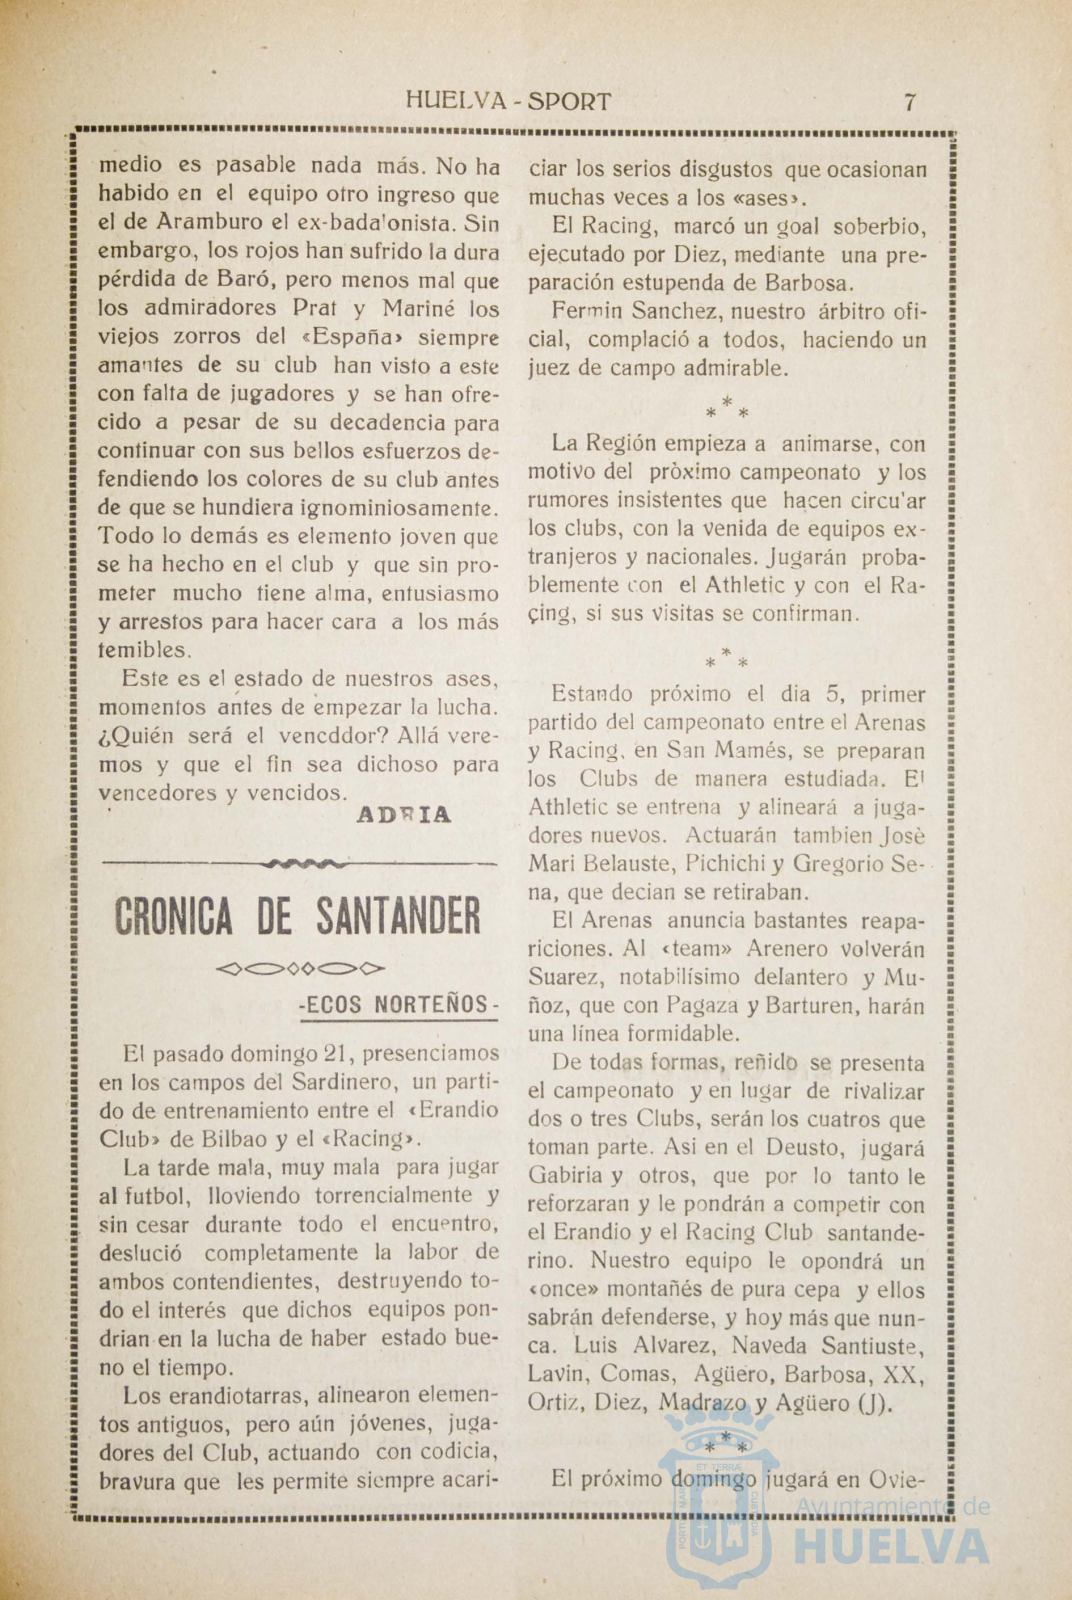 HUELVA - SPORT
7
medio es pasable nada más. No ha
habido en el equipo otro ingreso que
el de Aramburo el ex-bada'onista. Sin
embargo, los rojos han sufrido la dura
pérdida de Baró, pero menos mal que
los admiradores Prat y Mariné los
viejos zorros del «España» siempre
amantes de su club han visto a este
con falta de jugadores y se han ofre-
cido a pesar de su decadencia para
continuar con sus bellos esfuerzos de-
fendiendo los colores de su club antes
de que se hundiera ignominiosamente.
Todo lo demás es elemento joven que
se ha hecho en el club y que sin pro-
meter mucho tiene alma, entusiasmo
y arrestos para hacer cara a los más
temibles.
Este es el estado de nuestros ases,
momentos antes de empezar la lucha.
¿Quién será el vencddor? Allá vere-
mos y que el fin sea dichoso para
vencedores y vencidos.
ADRIA
CRONICA DE SANTANDER
-ECOS NORTEÑOS-
El pasado domingo 21, presenciamos
en los campos del Sardinero, un parti-
do de entrenamiento entre el «Erandio
Club» de Bilbao y el «Racing».
La tarde mala, muy mala para jugar
al futbol, lloviendo torrencialmente y
sin cesar durante todo el encuentro,
deslució completamente la labor de
ambos contendientes, destruyendo to-
do el interés que dichos equipos pon-
drian en la lucha de haber estado bue-
no el tiempo.
Los erandiotarras, alinearon elemen-
tos antiguos, pero aún jóvenes, juga-
dores del Club, actuando con codicia,
bravura que les permite siempre acari-
ciar los serios disgustos que ocasionan
muchas veces a los «ases».
El Racing, marcó un goal soberbio,
ejecutado por Diez, mediante una pre-
paración estupenda de Barbosa.
Fermin Sanchez, nuestro árbitro ofi-
cial, complació a todos, haciendo un
juez de campo admirable.
* * *
La Región empieza a animarse, con
motivo del pròximo campeonato y los
rumores insistentes que hacen circu'ar
los clubs, con la venida de equipos ex-
tranjeros y nacionales. Jugarán proba-
blemente con el Athletic y con el Ra-
çing, si sus visitas se confirman.
* * *
Estando próximo el dia 5, primer
partido del campeonato entre el Arenas
y Racing, en San Mamés, se preparan
los Clubs de manera estudiada. El
Athletic se entrena y alineará a juga-
dores nuevos. Actuarán tambien Josè
Mari Belauste, Pichichi y Gregorio Se-
na, que decian se retiraban.
El Arenas anuncia bastantes reapa-
riciones. Al «team» Arenero volverán
Suarez, notabilísimo delantero y Mu-
ñoz, que con Pagaza y Barturen, harán
una línea formidable.
De todas formas, reñido se presenta
el campeonato y en lugar de rivalizar
dos o tres Clubs, serán los cuatros que
toman parte. Asi en el Deusto, jugará
Gabiria y otros, que por lo tanto le
reforzaran y le pondrán a competir con
el Erandio y el Racing Club santande-
rino. Nuestro equipo le opondrá un
«once» montañés de pura cepa y ellos
sabrán defenderse, y hoy más que nun-
ca. Luis Alvarez, Naveda Santiuste,
Lavin, Comas, Agüero, Barbosa, XX,
Ortiz, Diez, Madrazo y Agüero (J).
* * *
El próximo domingo jugará en Ovie-
ET TERRÆ
PORTUS MARIS
CUSTODIA
Ayuntamiento de
HUELVA